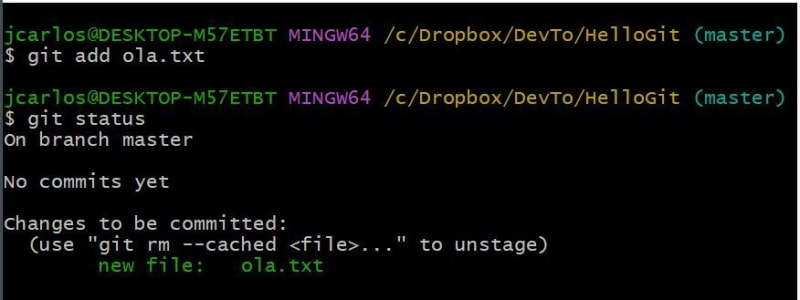 jcarlos@DESKTOP-M57ETBT MINGW64 /c/Dropbox/DevTo/HelloGit (master)
$ git add ola.txt
jcarlos@DESKTOP-M57ETBT MINGW64 /c/Dropbox/DevTo/HelloGit (master)
$ git status
On branch master
No commits yet
Changes to be committed:
  (use "git rm --cached <file>..." to unstage)
        new file:   ola.txt